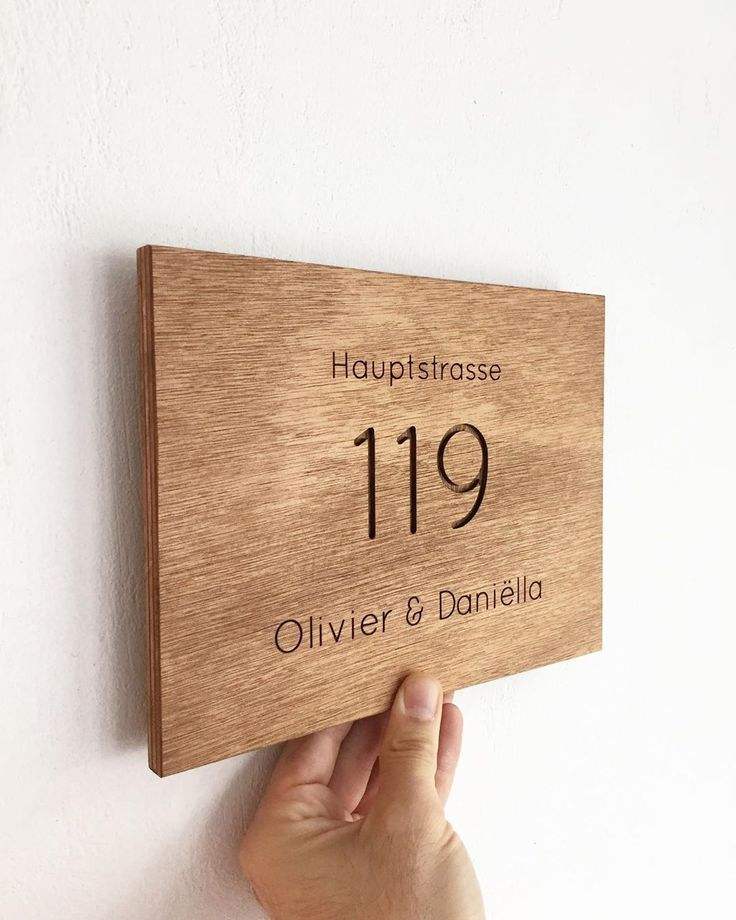 Hauptstrasse
119
Olivier & Daniëlla